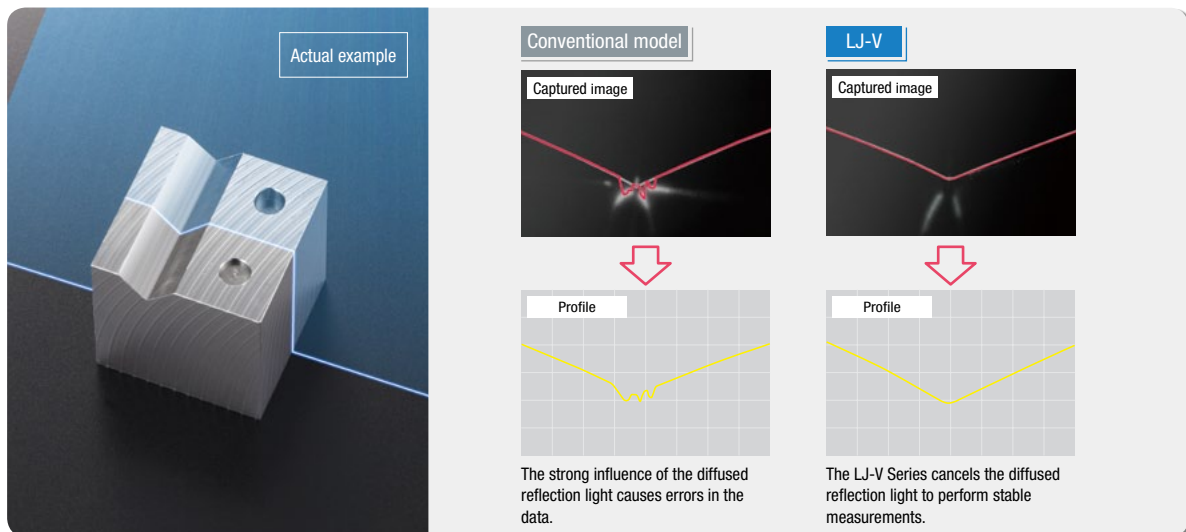 Actual example
Conventional model
Captured image
Profile
The strong influence of the diffused
reflection light causes errors in the
data.
LJ-V
Captured image
Profile
The LJ-V Series cancels the diffused
reflection light to perform stable
measurements.